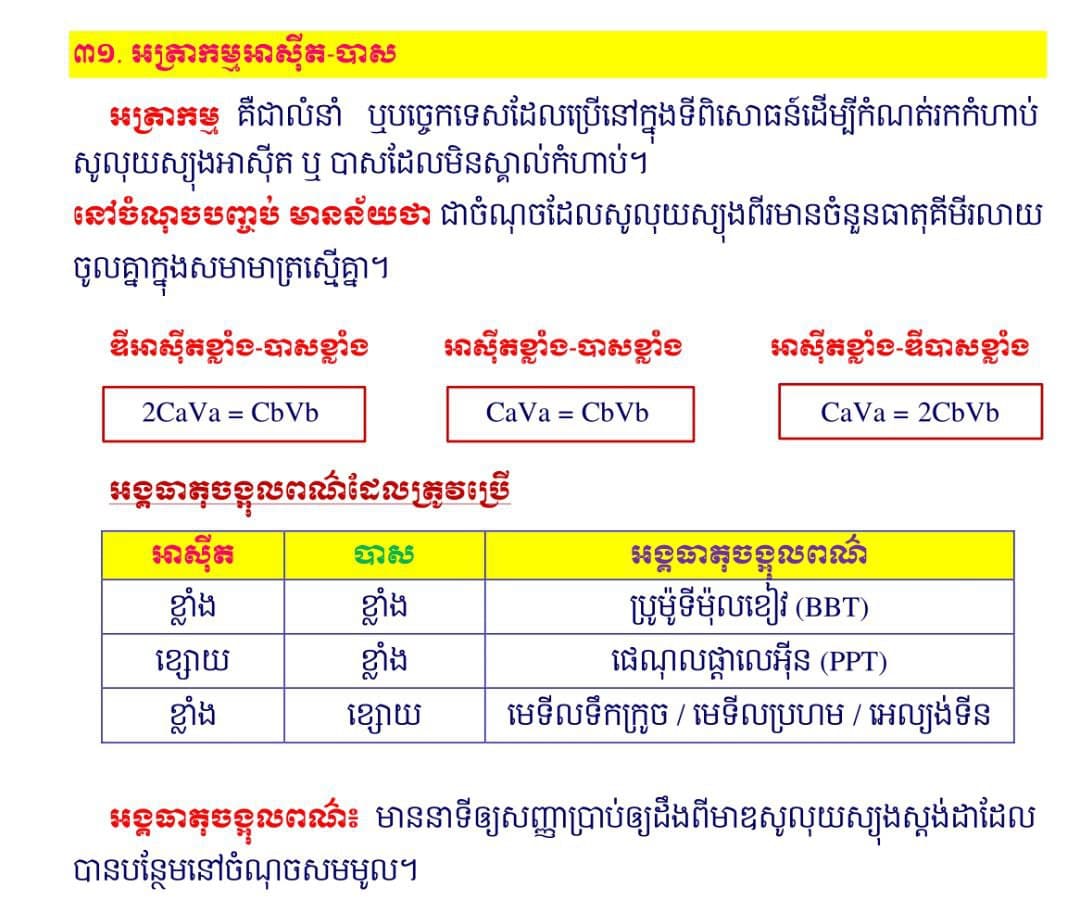 ៣១. អត្រាកម្មអាស៊ីត-បាស
អត្រាកម្ម គឺជាលំនាំ ឬបច្ចេកទេសដែលប្រើនៅក្នុងទីពិសោធន៍ដើម្បីកំណត់រកកំហាប់
សូលុយស្យុងអាស៊ីត ឬ បាសដែលមិនស្គាល់កំហាប់។
នៅចំណុចបញ្ចប់ មានន័យថា ជាចំណុចដែលសូលុយស្យុងពីរមានចំនួនធាតុគីមីរលាយ
ចូលគ្នាក្នុងសមាមាត្រស្មើគ្នា។
ឌីអាស៊ីតខ្លាំង-បាសខ្លាំង អាស៊ីតខ្លាំង-បាសខ្លាំង អាស៊ីតខ្លាំង-ឌីបាសខ្លាំង
2CaVa = CbVb CaVa = CbVb CaVa = 2CbVb
អង្គធាតុចង្អុលពណ៌ដែលត្រូវប្រើ
អាស៊ីត បាស អង្គធាតុចង្អុលពណ៌
ខ្លាំង ខ្លាំង ប្រូម៉ូទីម៉ុលខៀវ (BBT)
ខ្សោយ ខ្លាំង ផេណុលផ្តាលេអ៊ីន (PPT)
ខ្លាំង ខ្សោយ មេទីលទឹកក្រូច / មេទីលប្រហម / អេល្យង់ទីន
អង្គធាតុចង្អុលពណ៌៖ មាននាទីឲ្យសញ្ញាប្រាប់ឲ្យដឹងពីមាឌសូលុយស្យុងស្តង់ដាដែល
បានបន្ថែមនៅចំណុចសមមូល។